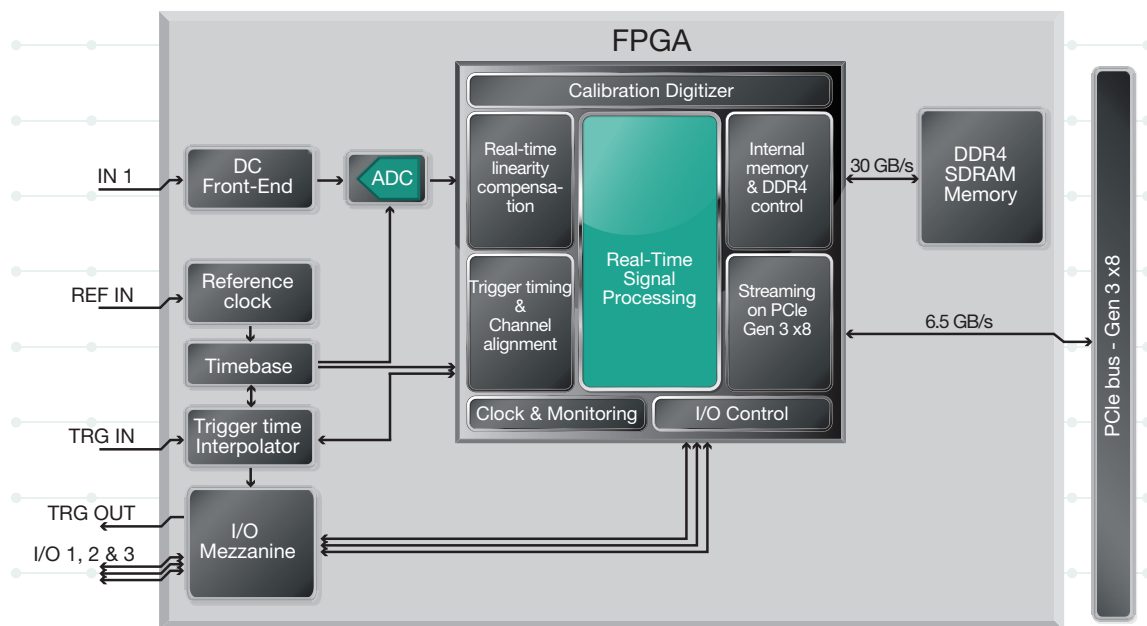 FPGA
Calibration Digitizer
IN 1
DC
Front-End
ADC
Real-time
linearity
compensa-
tion
Internal
memory
& DDR4
control
30 GB/s
DDR4
SDRAM
Memory
Real-Time
Signal
Processing
REF IN
Reference
clock
Trigger timing
&
Channel
alignment
Streaming
on PCIe
Gen 3 x8
6.5 GB/s
PCIe bus - Gen 3 x8
Timebase
TRG IN
Trigger time
Interpolator
Clock & Monitoring
I/O Control
TRG OUT
I/O 1, 2 & 3
I/O
Mezzanine